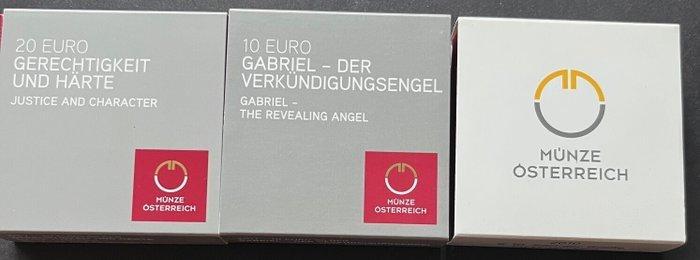 20 EURO
GERECHTIGKEIT
UND HÄRTE
JUSTICE AND CHARACTER
MÜNZE
ÖSTERREICH
10 EURO
GABRIEL – DER
VERKÜNDIGUNGSENGEL
GABRIEL –
THE REVEALING ANGEL
MÜNZE
ÖSTERREICH
MÜNZE
ÖSTERREICH